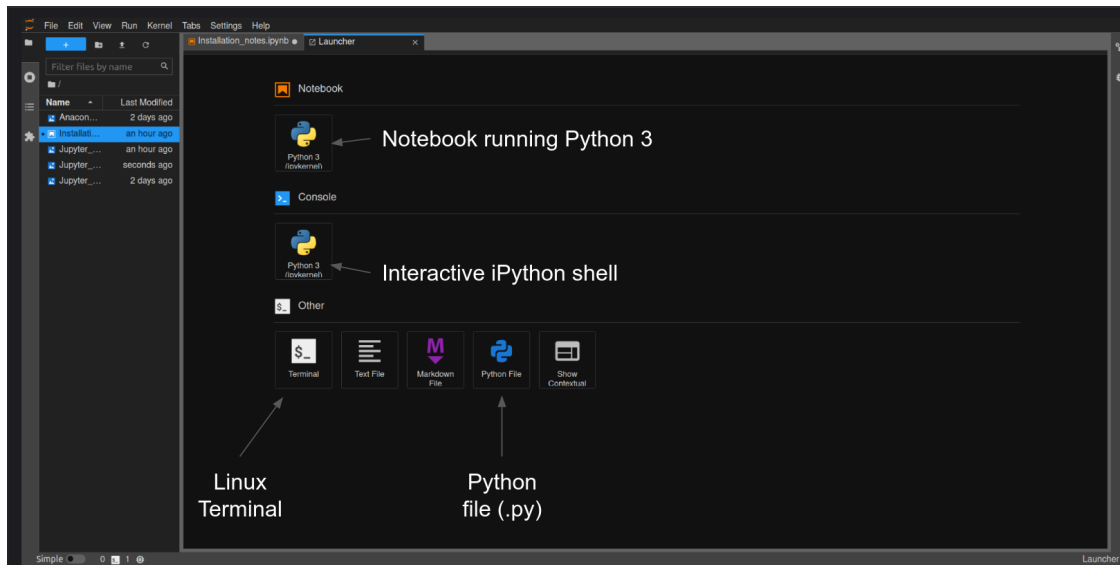 File Edit View Run Kernel Tabs Settings Help
Installation_notes.ipynb
Launcher
Filter files by name
/
Name Last Modified
Anacon... 2 days ago
Installati... an hour ago
Jupyter_... an hour ago
Jupyter_... seconds ago
Jupyter_... 2 days ago
Notebook
Python 3
(ipykernel)
Notebook running Python 3
Console
Python 3
(ipykernel)
Interactive iPython shell
$_ Other
$_
Terminal
Text File
M
Markdown
File
Python File
Show
Contextual
Linux
Terminal
Python
file (.py)
Simple 0 1
Launcher